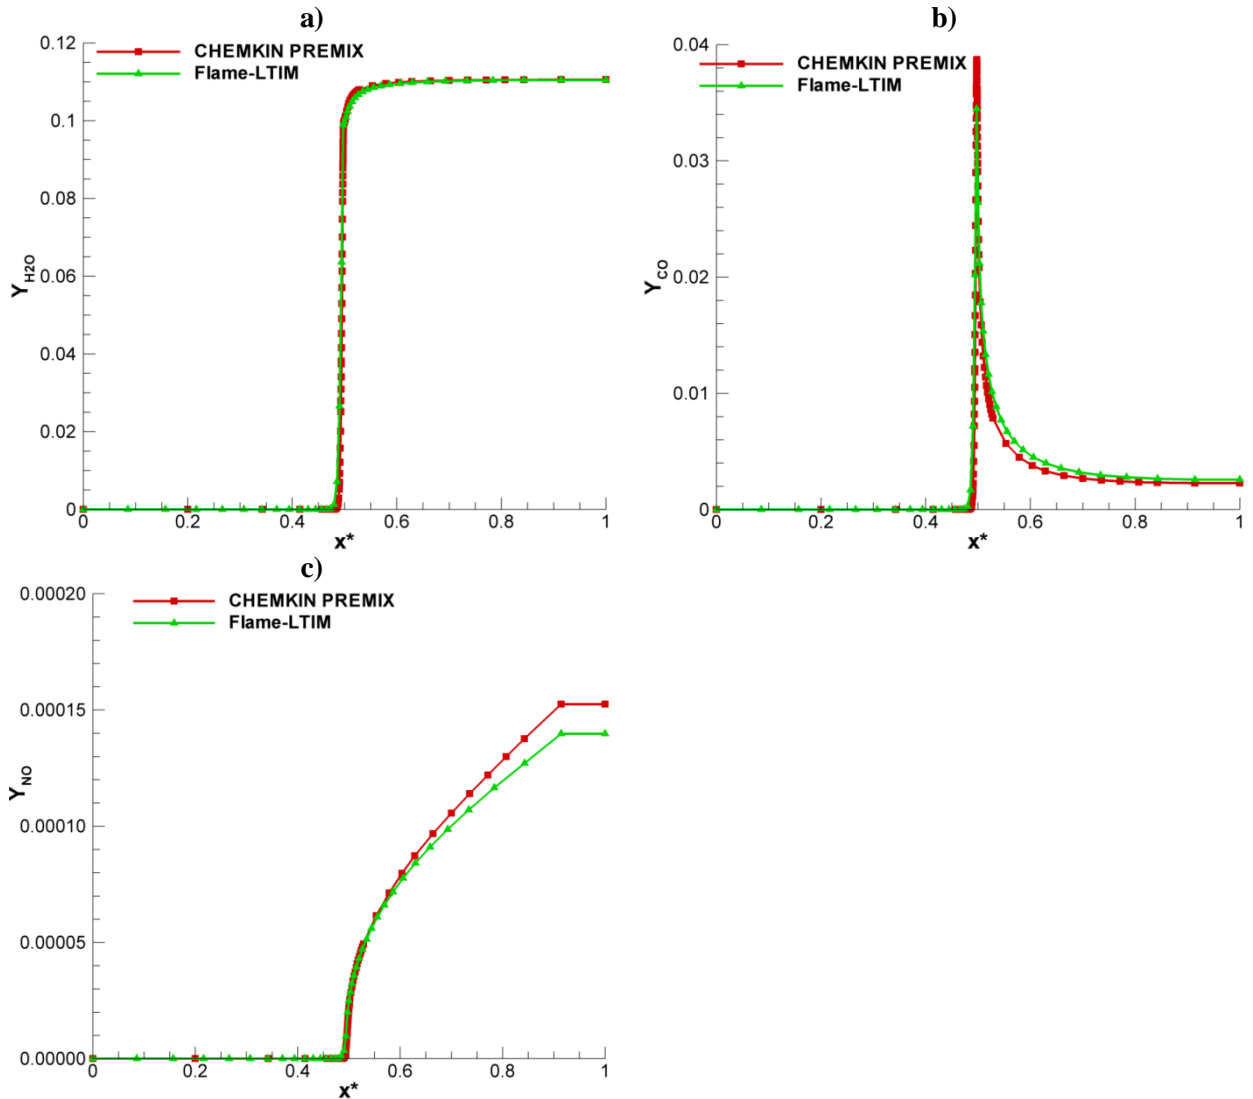 a)
CHEMKIN PREMIX
Flame-LTIM
0.12
0.1
0.08
0.06
0.04
0.02
0
Y_H2O
0 0.2 0.4 0.6 0.8 1
x*
b)
CHEMKIN PREMIX
Flame-LTIM
0.04
0.03
0.02
0.01
0
Y_CO
0 0.2 0.4 0.6 0.8 1
x*
c)
CHEMKIN PREMIX
Flame-LTIM
0.00020
0.00015
0.00010
0.00005
0.00000
Y_NO
0 0.2 0.4 0.6 0.8 1
x*